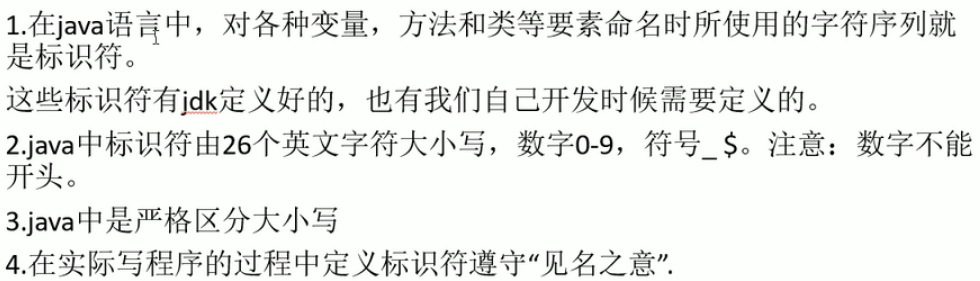 1.在java语言中，对各种变量，方法和类等要素命名时所使用的字符序列就
是标识符。
这些标识符有jdk定义好的，也有我们自己开发时候需要定义的。
2.java中标识符由26个英文字符大小写，数字0-9，符号_ $。注意：数字不能
开头。
3.java中是严格区分大小写
4.在实际写程序的过程中定义标识符遵守“见名之意”.